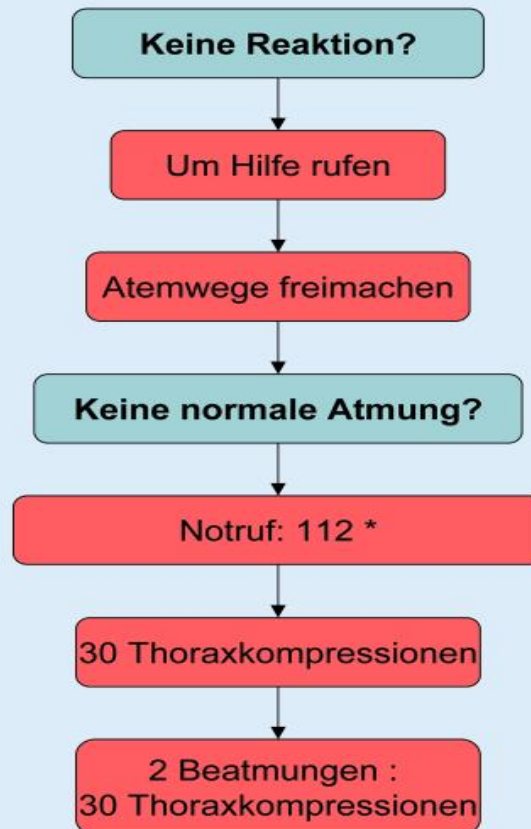 Keine Reaktion?
Um Hilfe rufen
Atemwege freimachen
Keine normale Atmung?
Notruf: 112 *
30 Thoraxkompressionen
2 Beatmungen :
30 Thoraxkompressionen